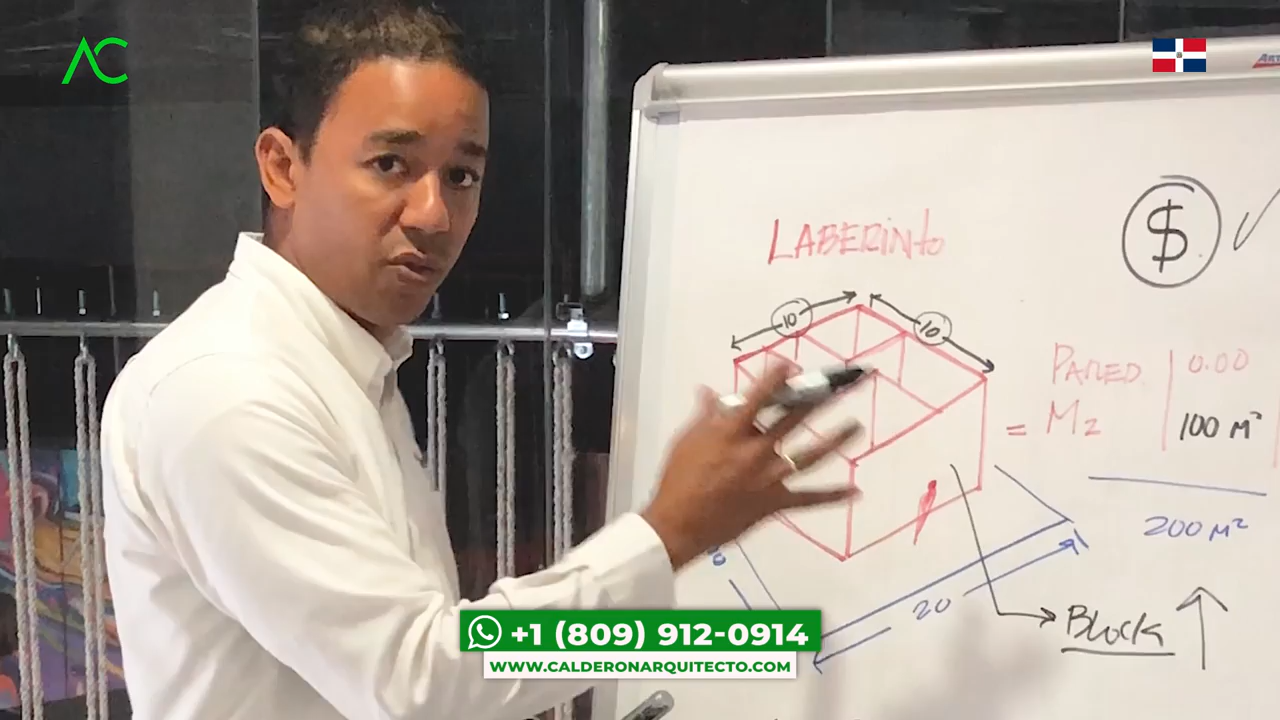 AC
$
LABERINTO
10
10
PARED 0.00
= M2 100 M²
200 M²
20
BLOCK
+1 (809) 912-0914
WWW.CALDERONARQUITECTO.COM